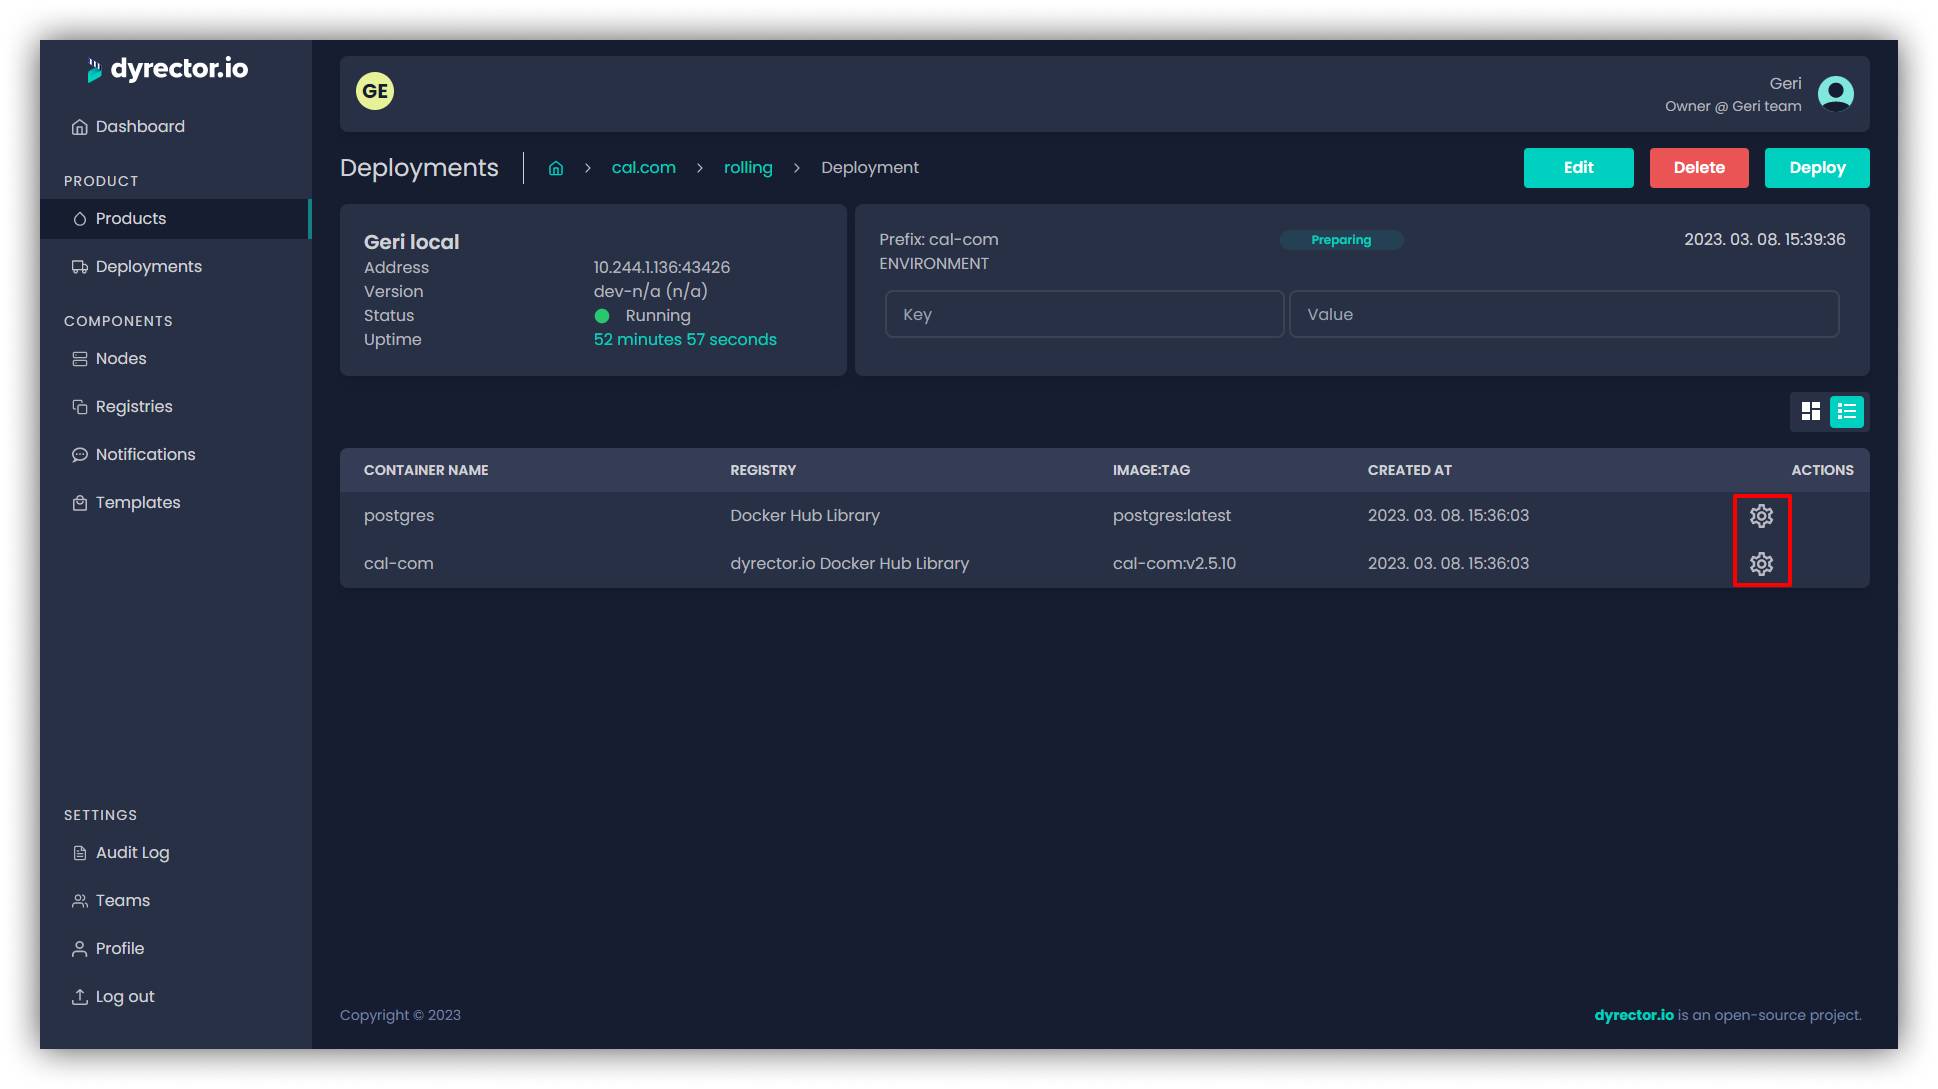 dyrector.io
Dashboard
PRODUCT
Products
Deployments
COMPONENTS
Nodes
Registries
Notifications
Templates
SETTINGS
Audit Log
Teams
Profile
Log out
GE
Geri
Owner @ Geri team
Deployments
cal.com > rolling > Deployment
Edit Delete Deploy
Geri local
Address 10.244.1.136:43426
Version dev-n/a (n/a)
Status Running
Uptime 52 minutes 57 seconds
Prefix: cal-com Preparing 2023. 03. 08. 15:39:36
ENVIRONMENT
Key Value
CONTAINER NAME REGISTRY IMAGE:TAG CREATED AT ACTIONS
postgres Docker Hub Library postgres:latest 2023. 03. 08. 15:36:03
cal-com dyrector.io Docker Hub Library cal-com:v2.5.10 2023. 03. 08. 15:36:03
Copyright © 2023
dyrector.io is an open-source project.